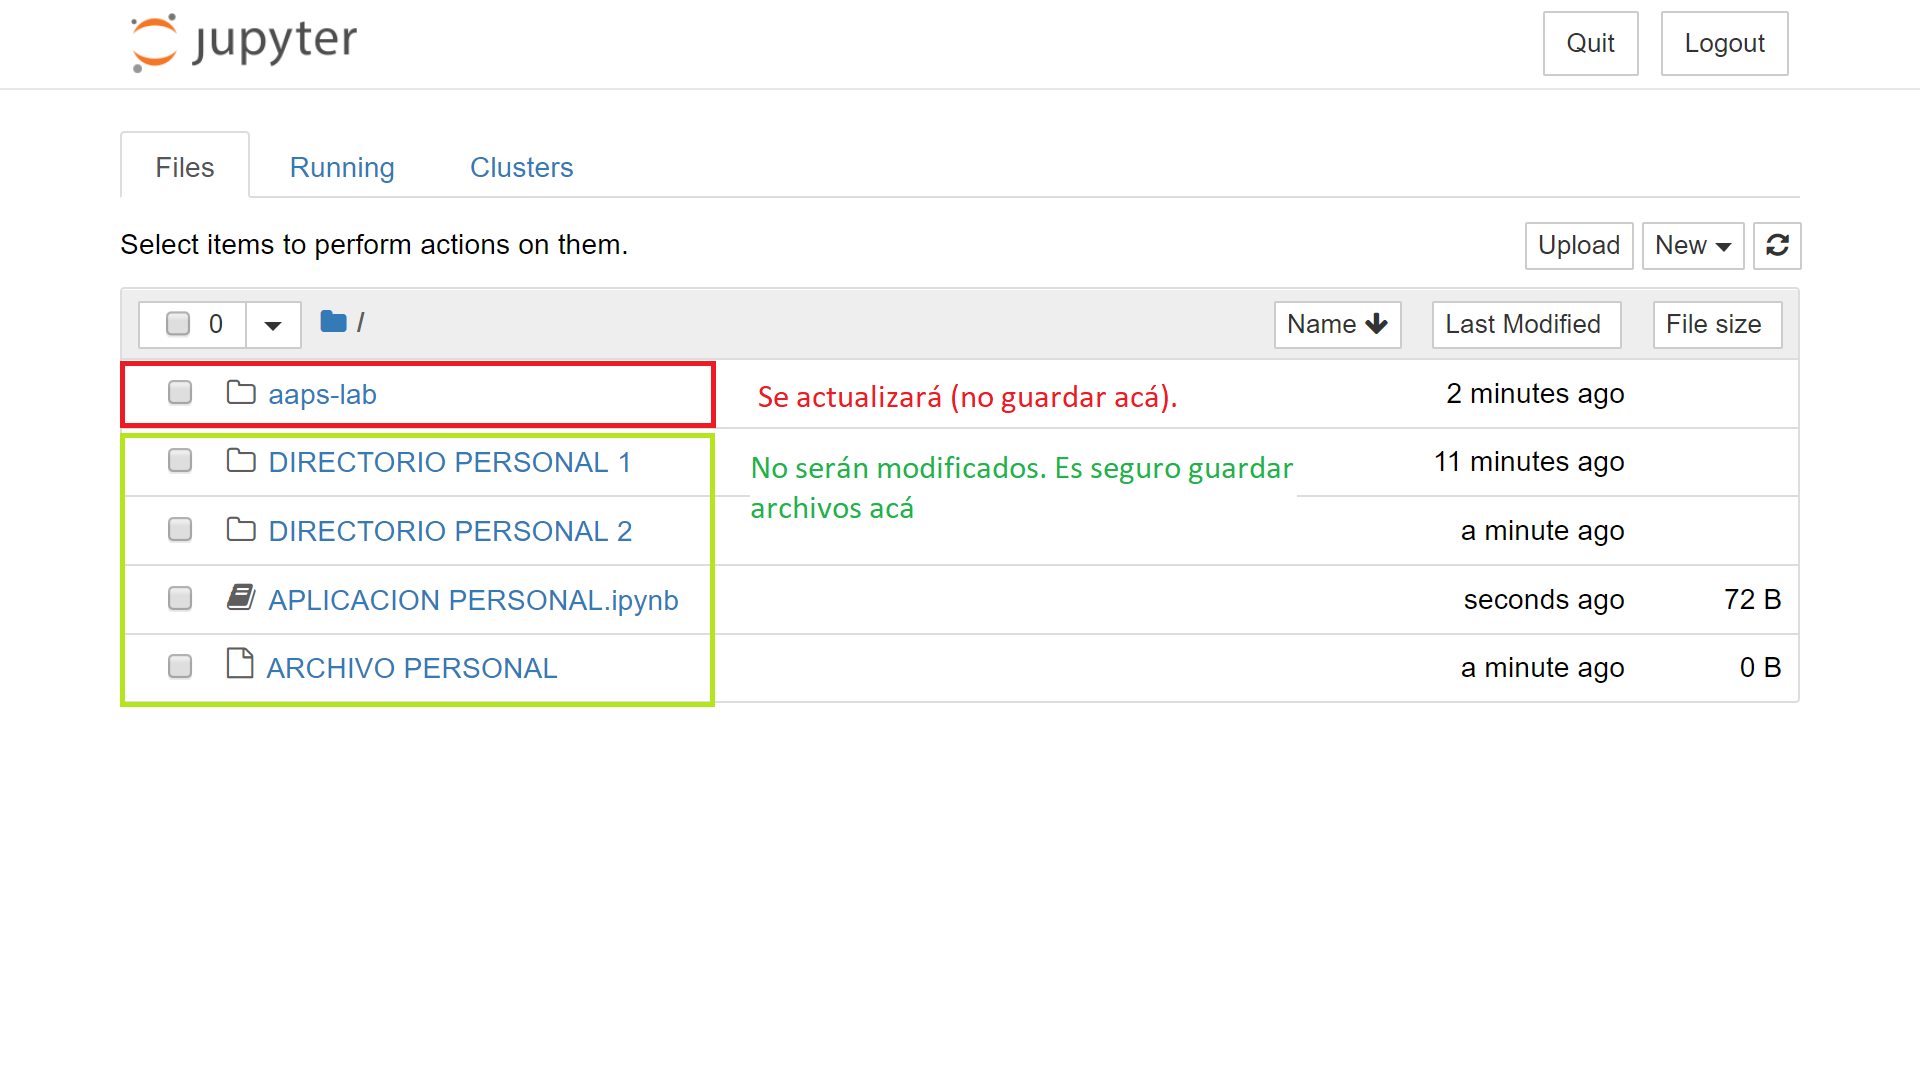 jupyter
Quit
Logout
Files
Running
Clusters
Select items to perform actions on them.
Upload
New
0
/
Name
Last Modified
File size
aaps-lab
Se actualizará (no guardar acá).
2 minutes ago
DIRECTORIO PERSONAL 1
No serán modificados. Es seguro guardar
archivos acá
11 minutes ago
DIRECTORIO PERSONAL 2
a minute ago
APLICACION PERSONAL.ipynb
seconds ago
72 B
ARCHIVO PERSONAL
a minute ago
0 B